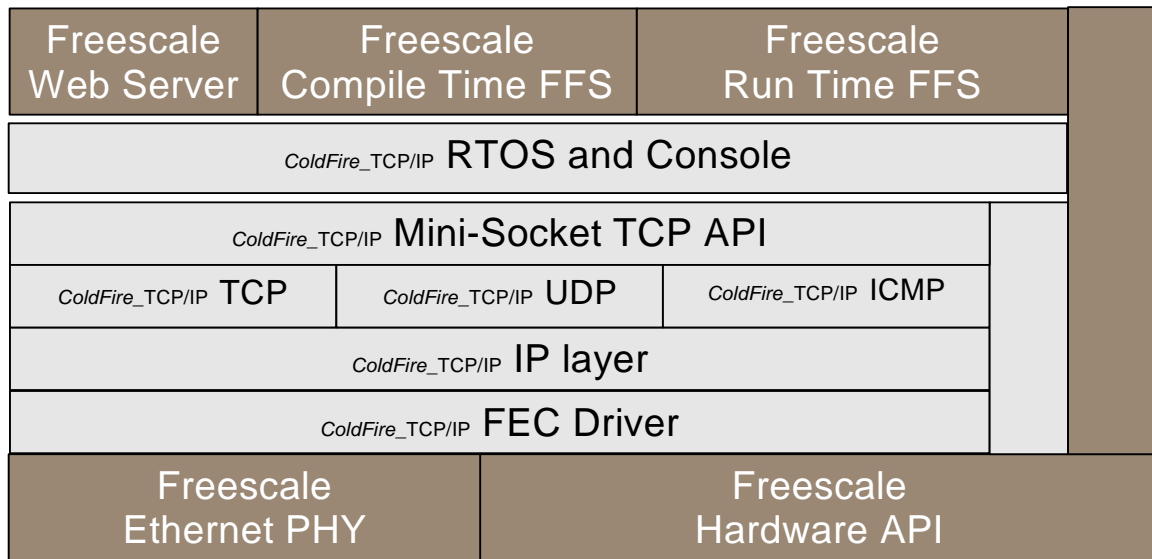 Freescale
Web Server
Freescale
Compile Time FFS
Freescale
Run Time FFS
ColdFire_TCP/IP RTOS and Console
ColdFire_TCP/IP Mini-Socket TCP API
ColdFire_TCP/IP TCP
ColdFire_TCP/IP UDP
ColdFire_TCP/IP ICMP
ColdFire_TCP/IP IP layer
ColdFire_TCP/IP FEC Driver
Freescale
Ethernet PHY
Freescale
Hardware API